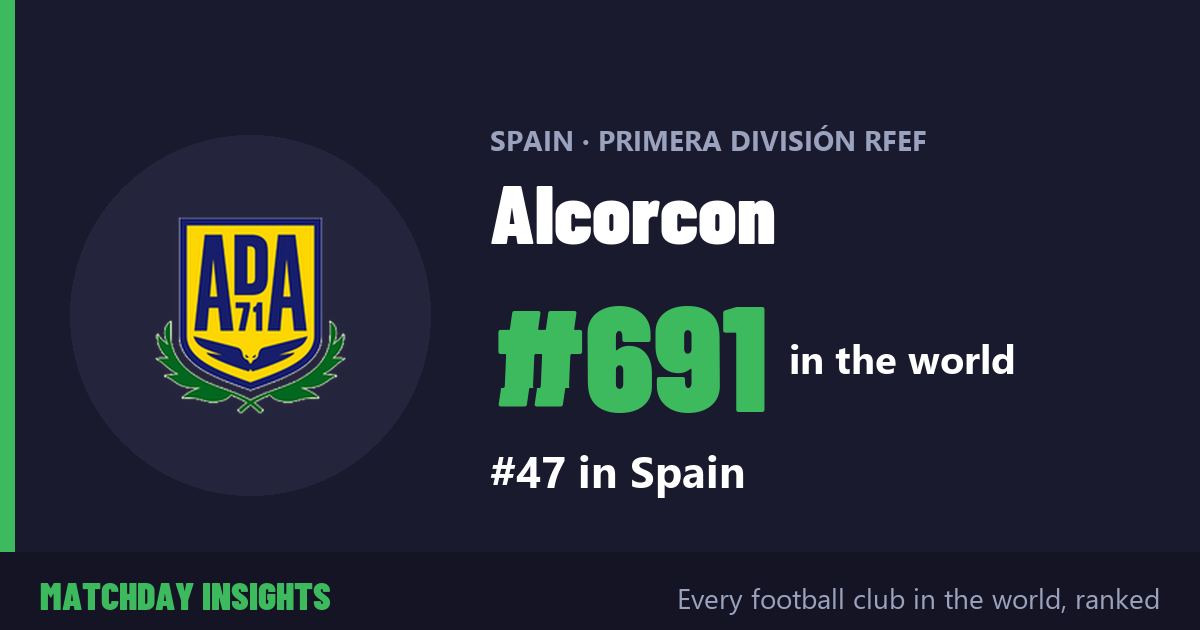 SPAIN · PRIMERA DIVISIÓN RFEF
Alcorcon
ADA
71
#691 in the world
#47 in Spain
MATCHDAY INSIGHTS
Every football club in the world, ranked